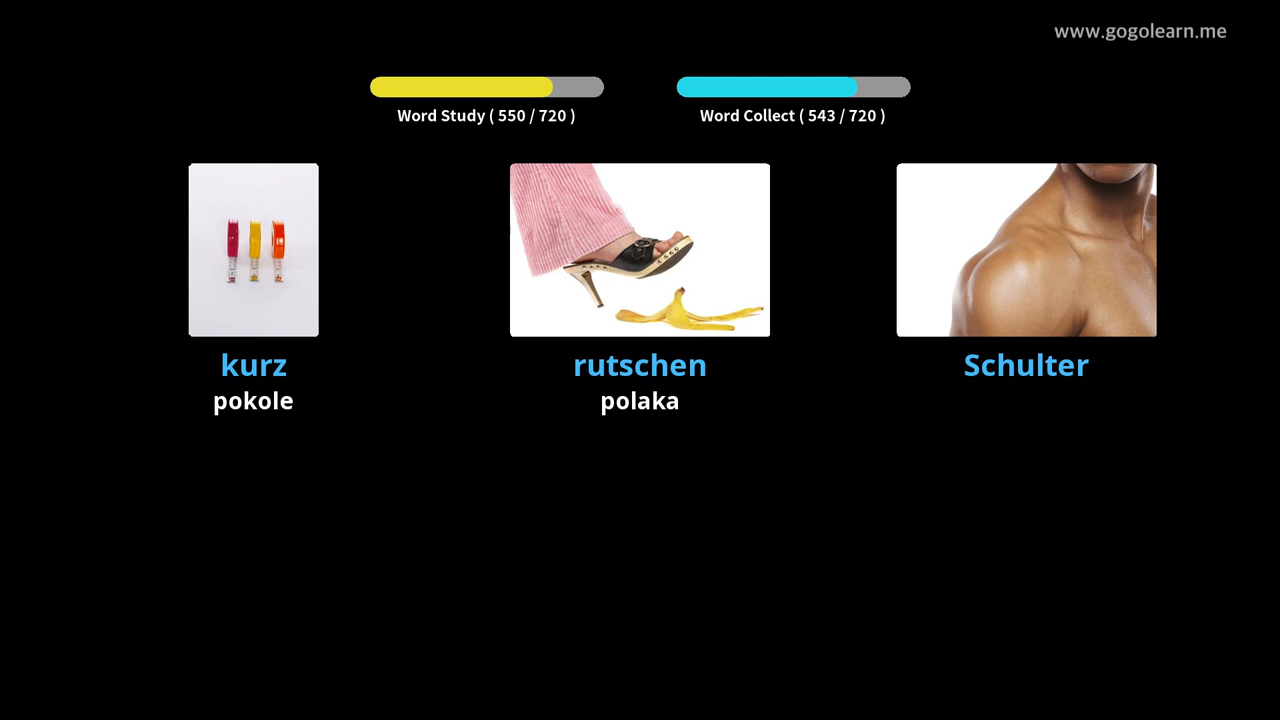 www.gogolearn.me
Word Study ( 550 / 720 )
Word Collect ( 543 / 720 )
kurz
pokole
rutschen
polaka
Schulter